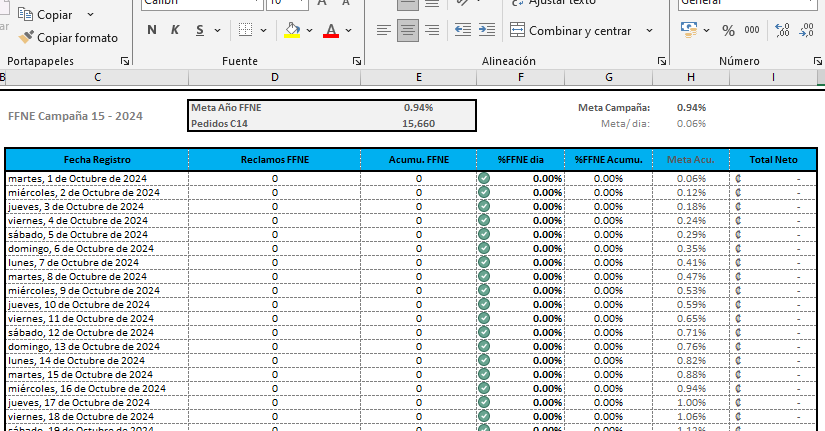 Copiar
Calibri 10 A A
Ajustar texto
General
Copiar formato
N K S A
Combinar y centrar
% 000
Portapapeles Fuente Alineación Número
B C D E F G H I
FFNE Campaña 15 - 2024
Meta Año FFNE 0.94% Meta Campaña: 0.94%
Pedidos C14 15,660 Meta/ dia: 0.06%
Fecha Registro Reclamos FFNE Acumu. FFNE %FFNE dia %FFNE Acumu. Meta Acu. Total Neto
martes, 1 de Octubre de 2024 0 0 0.00% 0.00% 0.06% ₡ -
miércoles, 2 de Octubre de 2024 0 0 0.00% 0.00% 0.12% ₡ -
jueves, 3 de Octubre de 2024 0 0 0.00% 0.00% 0.18% ₡ -
viernes, 4 de Octubre de 2024 0 0 0.00% 0.00% 0.24% ₡ -
sábado, 5 de Octubre de 2024 0 0 0.00% 0.00% 0.29% ₡ -
domingo, 6 de Octubre de 2024 0 0 0.00% 0.00% 0.35% ₡ -
lunes, 7 de Octubre de 2024 0 0 0.00% 0.00% 0.41% ₡ -
martes, 8 de Octubre de 2024 0 0 0.00% 0.00% 0.47% ₡ -
miércoles, 9 de Octubre de 2024 0 0 0.00% 0.00% 0.53% ₡ -
jueves, 10 de Octubre de 2024 0 0 0.00% 0.00% 0.59% ₡ -
viernes, 11 de Octubre de 2024 0 0 0.00% 0.00% 0.65% ₡ -
sábado, 12 de Octubre de 2024 0 0 0.00% 0.00% 0.71% ₡ -
domingo, 13 de Octubre de 2024 0 0 0.00% 0.00% 0.76% ₡ -
lunes, 14 de Octubre de 2024 0 0 0.00% 0.00% 0.82% ₡ -
martes, 15 de Octubre de 2024 0 0 0.00% 0.00% 0.88% ₡ -
miércoles, 16 de Octubre de 2024 0 0 0.00% 0.00% 0.94% ₡ -
jueves, 17 de Octubre de 2024 0 0 0.00% 0.00% 1.00% ₡ -
viernes, 18 de Octubre de 2024 0 0 0.00% 0.00% 1.06% ₡ -
sábado, 19 de Octubre de 2024 0 0 0.00% 0.00% 1.12% ₡ -